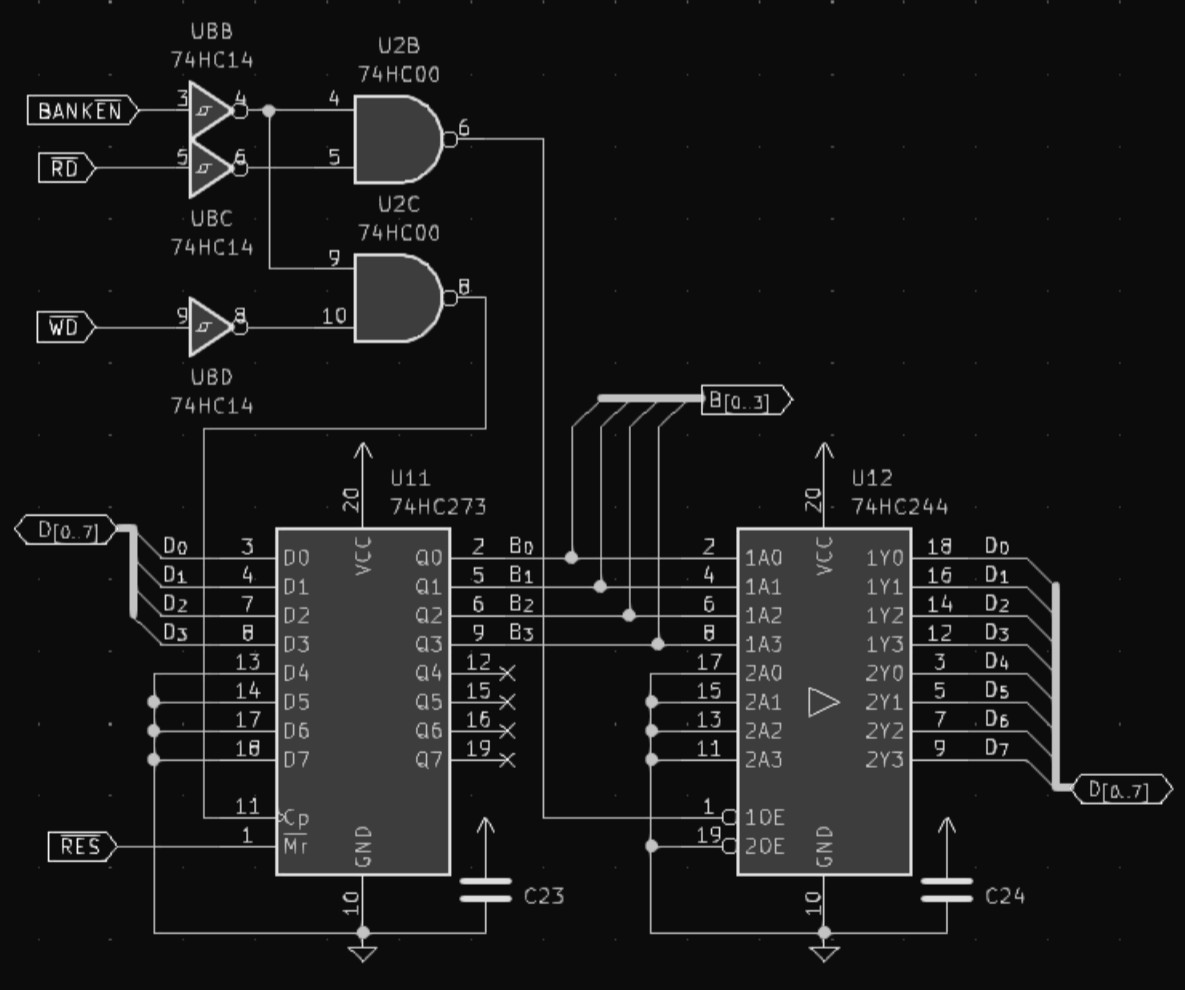 UBB
74HC14
U2B
74HC00
BANKEN
3
4
4
6
RD
5
6
5
UBC
74HC14
U2C
74HC00
9
8
WD
9
8
10
UBD
74HC14
B[0..3]
U11
74HC273
20
U12
74HC244
20
D[0..7]
D0 3 D0 VCC Q0 2 B0 2 1A0 VCC 1Y0 18 D0
D1 4 D1 Q1 5 B1 4 1A1 1Y1 16 D1
D2 7 D2 Q2 6 B2 6 1A2 1Y2 14 D2
D3 8 D3 Q3 9 B3 8 1A3 1Y3 12 D3
13 D4 Q4 12 17 2A0 2Y0 3 D4
14 D5 Q5 15 15 2A1 2Y1 5 D5
17 D6 Q6 16 13 2A2 2Y2 7 D6
18 D7 Q7 19 11 2A3 2Y3 9 D7
D[0..7]
11 Cp 1 1OE
RES 1 Mr GND 19 2OE GND
10 C23 10 C24